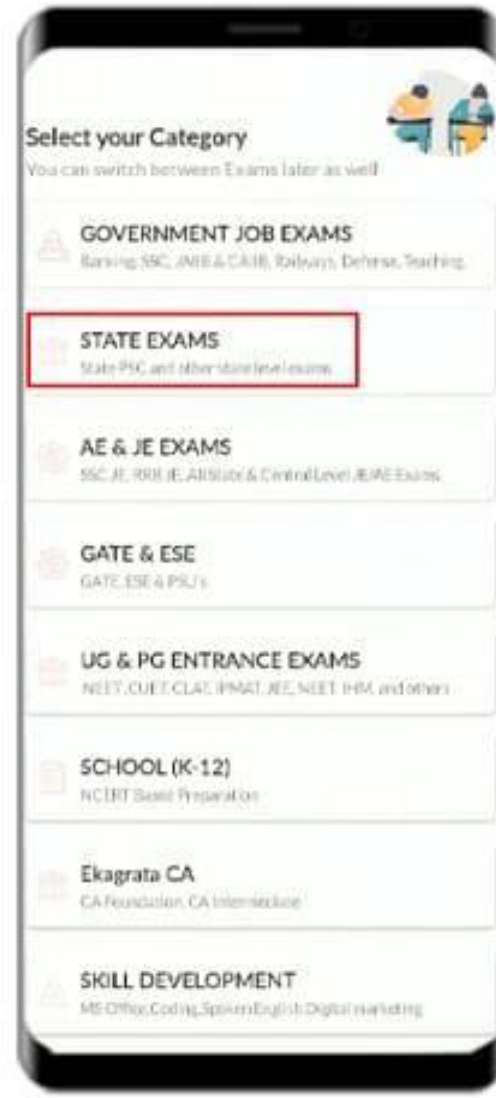 Select your Category
You can switch between Exams later as well
GOVERNMENT JOB EXAMS
Banking, SSC, JAIIB & CAIIB, Railways, Defense, Teaching,
STATE EXAMS
State PSC and other state level exams
AE & JE EXAMS
SSC JE, RRB JE, All State & Central Level JE/AE Exams
GATE & ESE
GATE, ESE & PSU's
UG & PG ENTRANCE EXAMS
NEET, CUET, CLAT, IPMAT, JEE, NEET, IHM, and others
SCHOOL (K-12)
NCERT Based Preparation
Ekagrata CA
CA Foundation, CA Intermediate
SKILL DEVELOPMENT
MS Office, Coding, Spoken English, Digital marketing